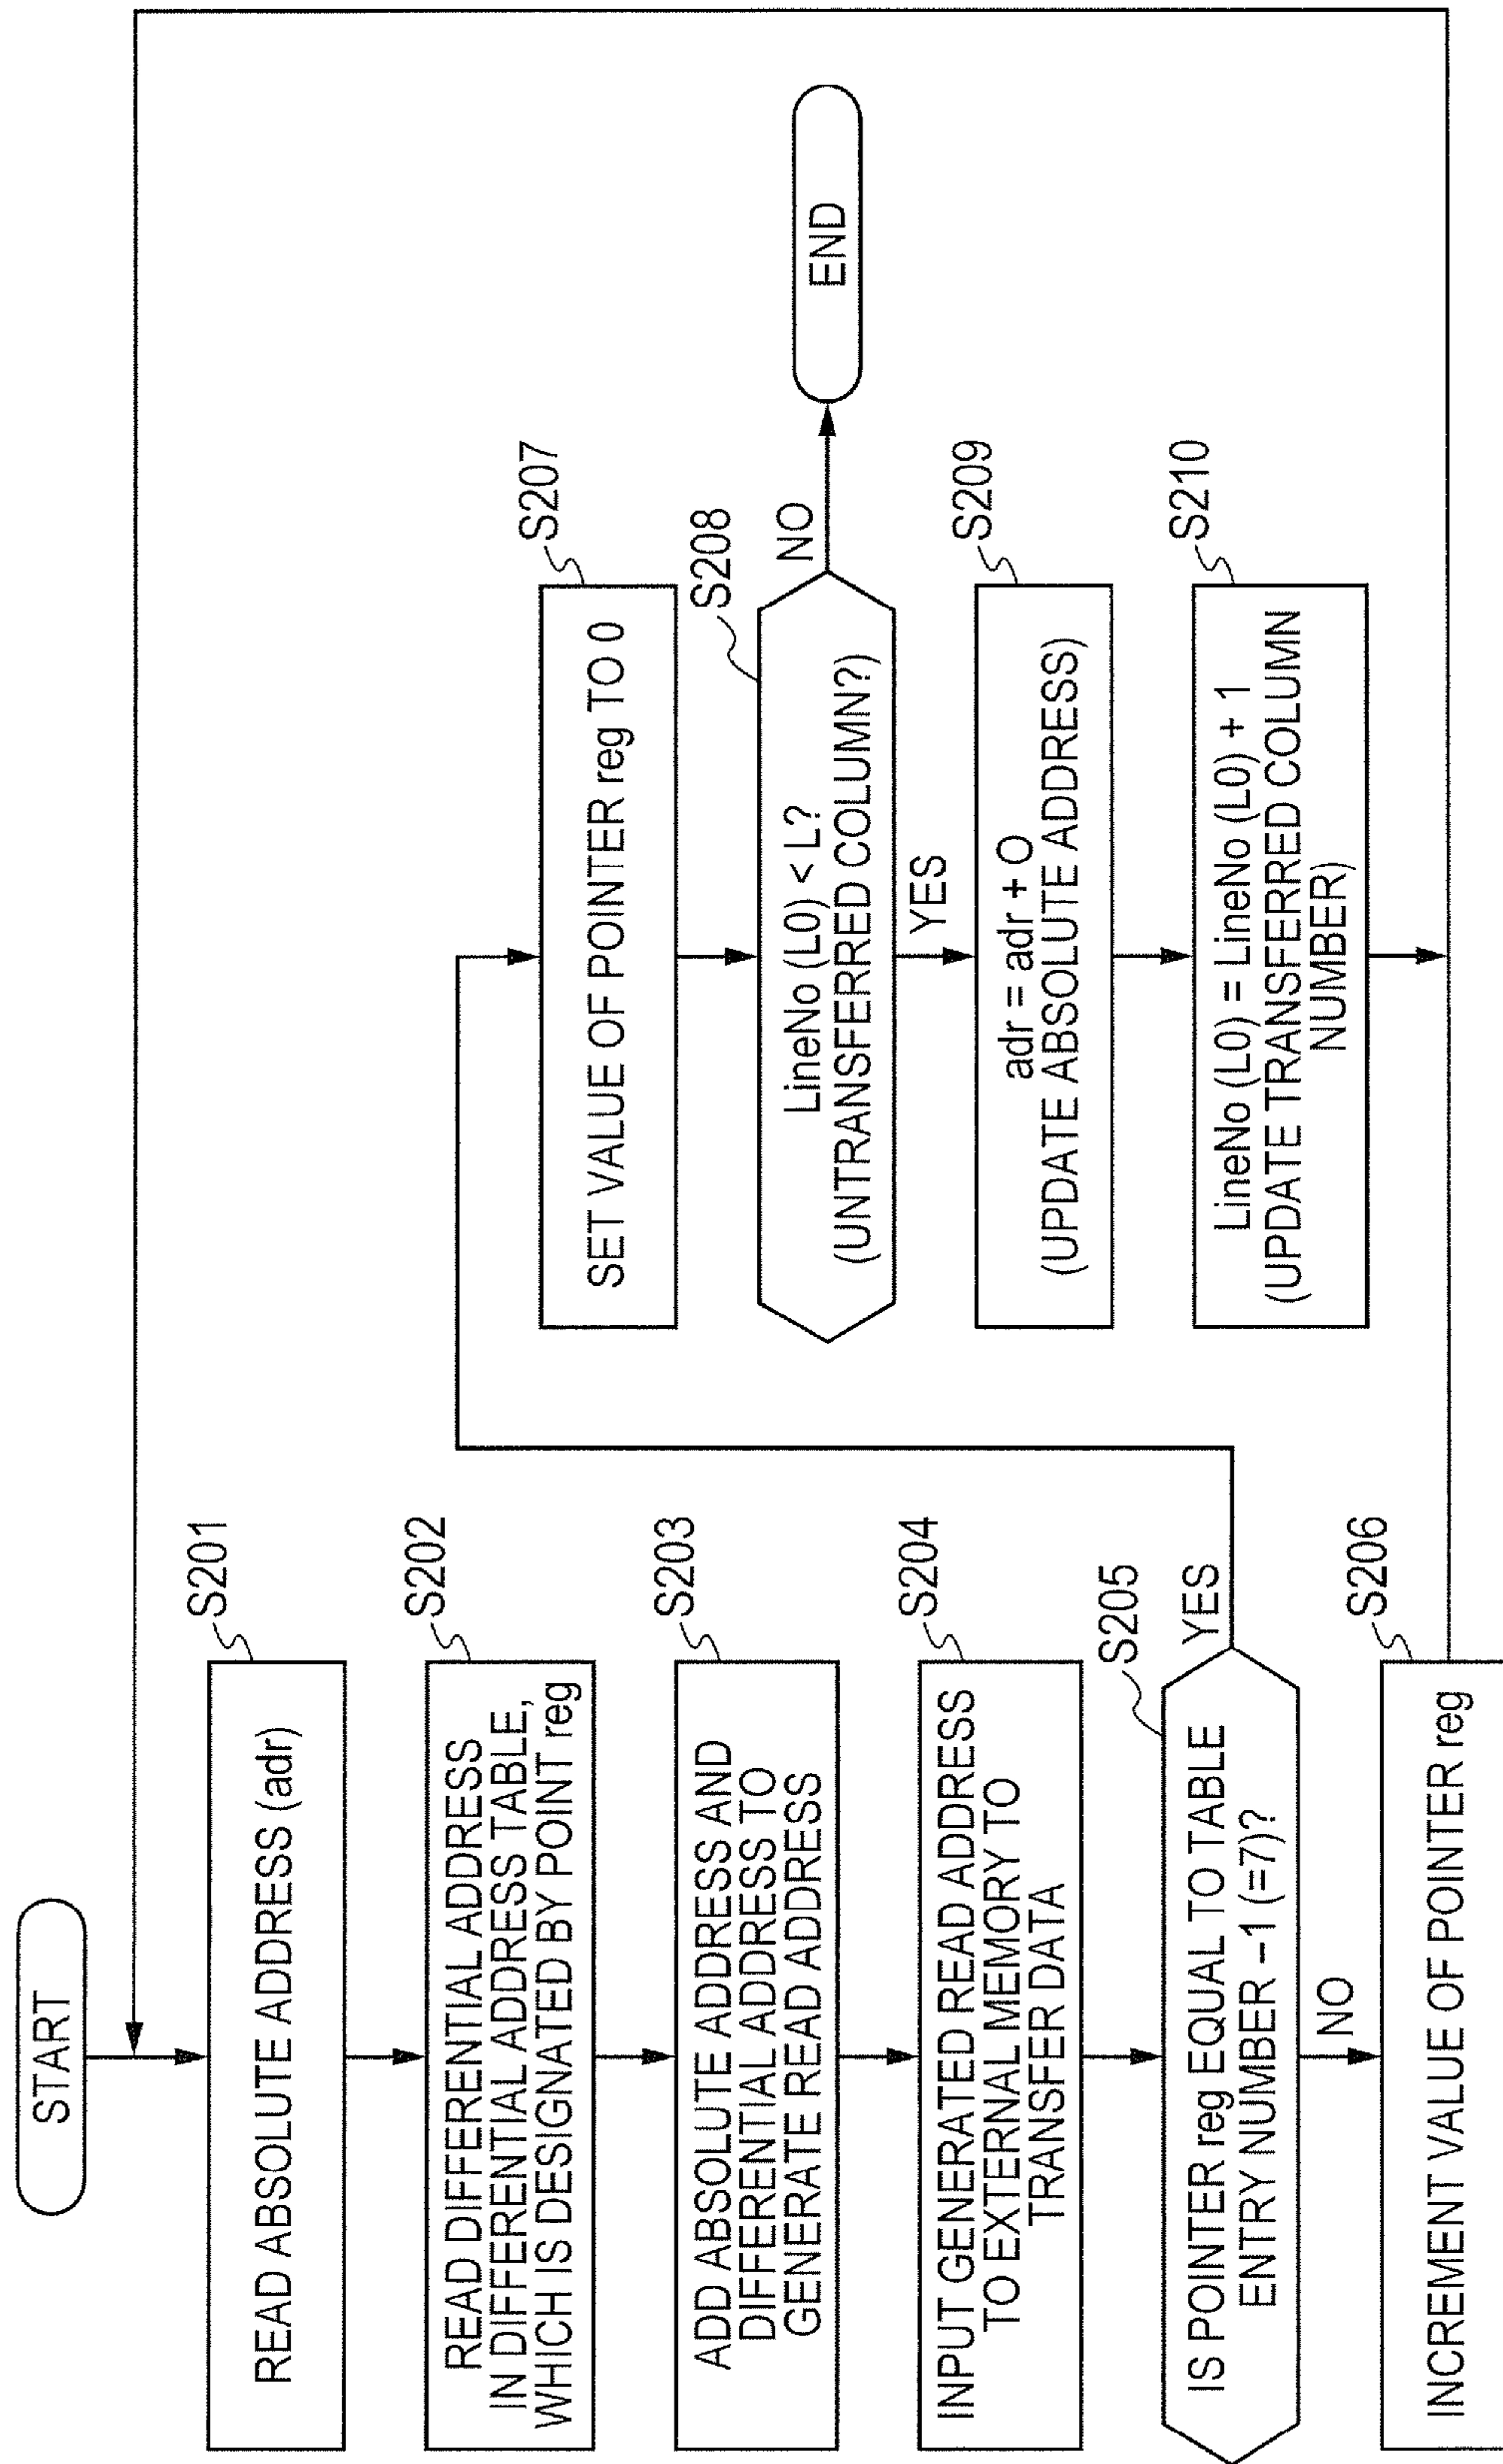 START
S201
READ ABSOLUTE ADDRESS (adr)
S202
READ DIFFERENTIAL ADDRESS
IN DIFFERENTIAL ADDRESS TABLE,
WHICH IS DESIGNATED BY POINT reg
S203
ADD ABSOLUTE ADDRESS AND
DIFFERENTIAL ADDRESS TO
GENERATE READ ADDRESS
S204
INPUT GENERATED READ ADDRESS
TO EXTERNAL MEMORY TO
TRANSFER DATA
S205
IS POINTER reg EQUAL TO TABLE
ENTRY NUMBER –1 (=7)?
YES
NO
S206
INCREMENT VALUE OF POINTER reg
S207
SET VALUE OF POINTER reg TO 0
S208
LineNo (L0) < L?
(UNTRANSFERRED COLUMN?)
NO
END
YES
S209
adr = adr + O
(UPDATE ABSOLUTE ADDRESS)
S210
LineNo (L0) = LineNo (L0) + 1
(UPDATE TRANSFERRED COLUMN
NUMBER)